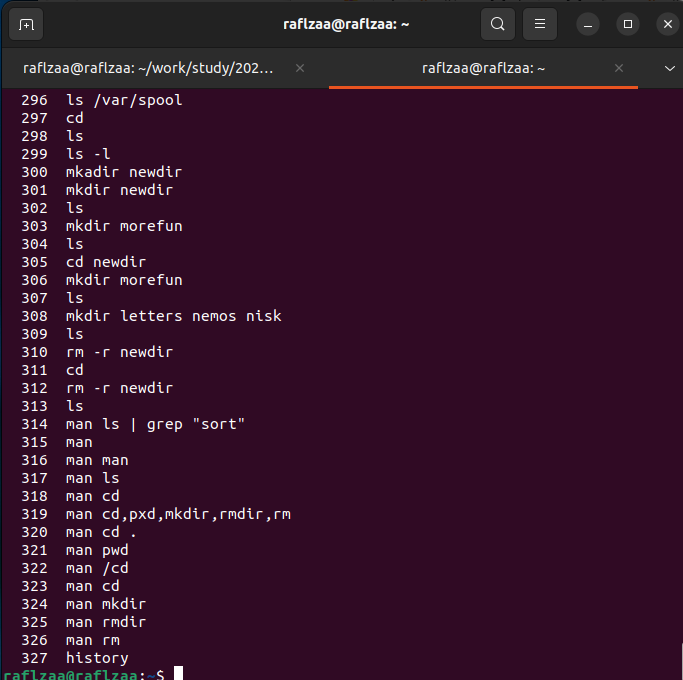 raflzaa@raflzaa: ~
raflzaa@raflzaa: ~/work/study/202...
raflzaa@raflzaa: ~
296 ls /var/spool
297 cd
298 ls
299 ls -l
300 mkadir newdir
301 mkdir newdir
302 ls
303 mkdir morefun
304 ls
305 cd newdir
306 mkdir morefun
307 ls
308 mkdir letters nemos nisk
309 ls
310 rm -r newdir
311 cd
312 rm -r newdir
313 ls
314 man ls | grep "sort"
315 man
316 man man
317 man ls
318 man cd
319 man cd,pxd,mkdir,rmdir,rm
320 man cd .
321 man pwd
322 man /cd
323 man cd
324 man mkdir
325 man rmdir
326 man rm
327 history
raflzaa@raflzaa:~$